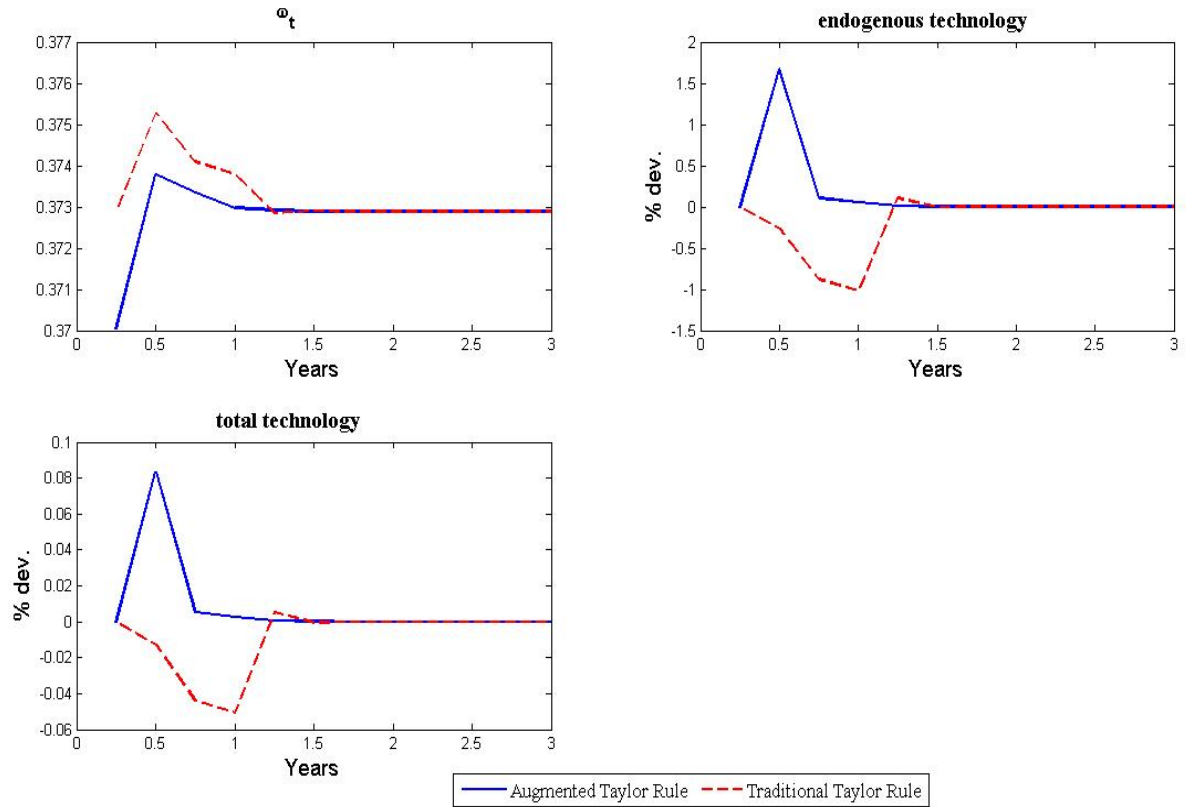 ω_t
0.377
0.376
0.375
0.374
0.373
0.372
0.371
0.37
0 0.5 1 1.5 2 2.5 3
Years
endogenous technology
% dev.
2
1.5
1
0.5
0
-0.5
-1
-1.5
0 0.5 1 1.5 2 2.5 3
Years
total technology
% dev.
0.1
0.08
0.06
0.04
0.02
0
-0.02
-0.04
-0.06
0 0.5 1 1.5 2 2.5 3
Years
Augmented Taylor Rule Traditional Taylor Rule